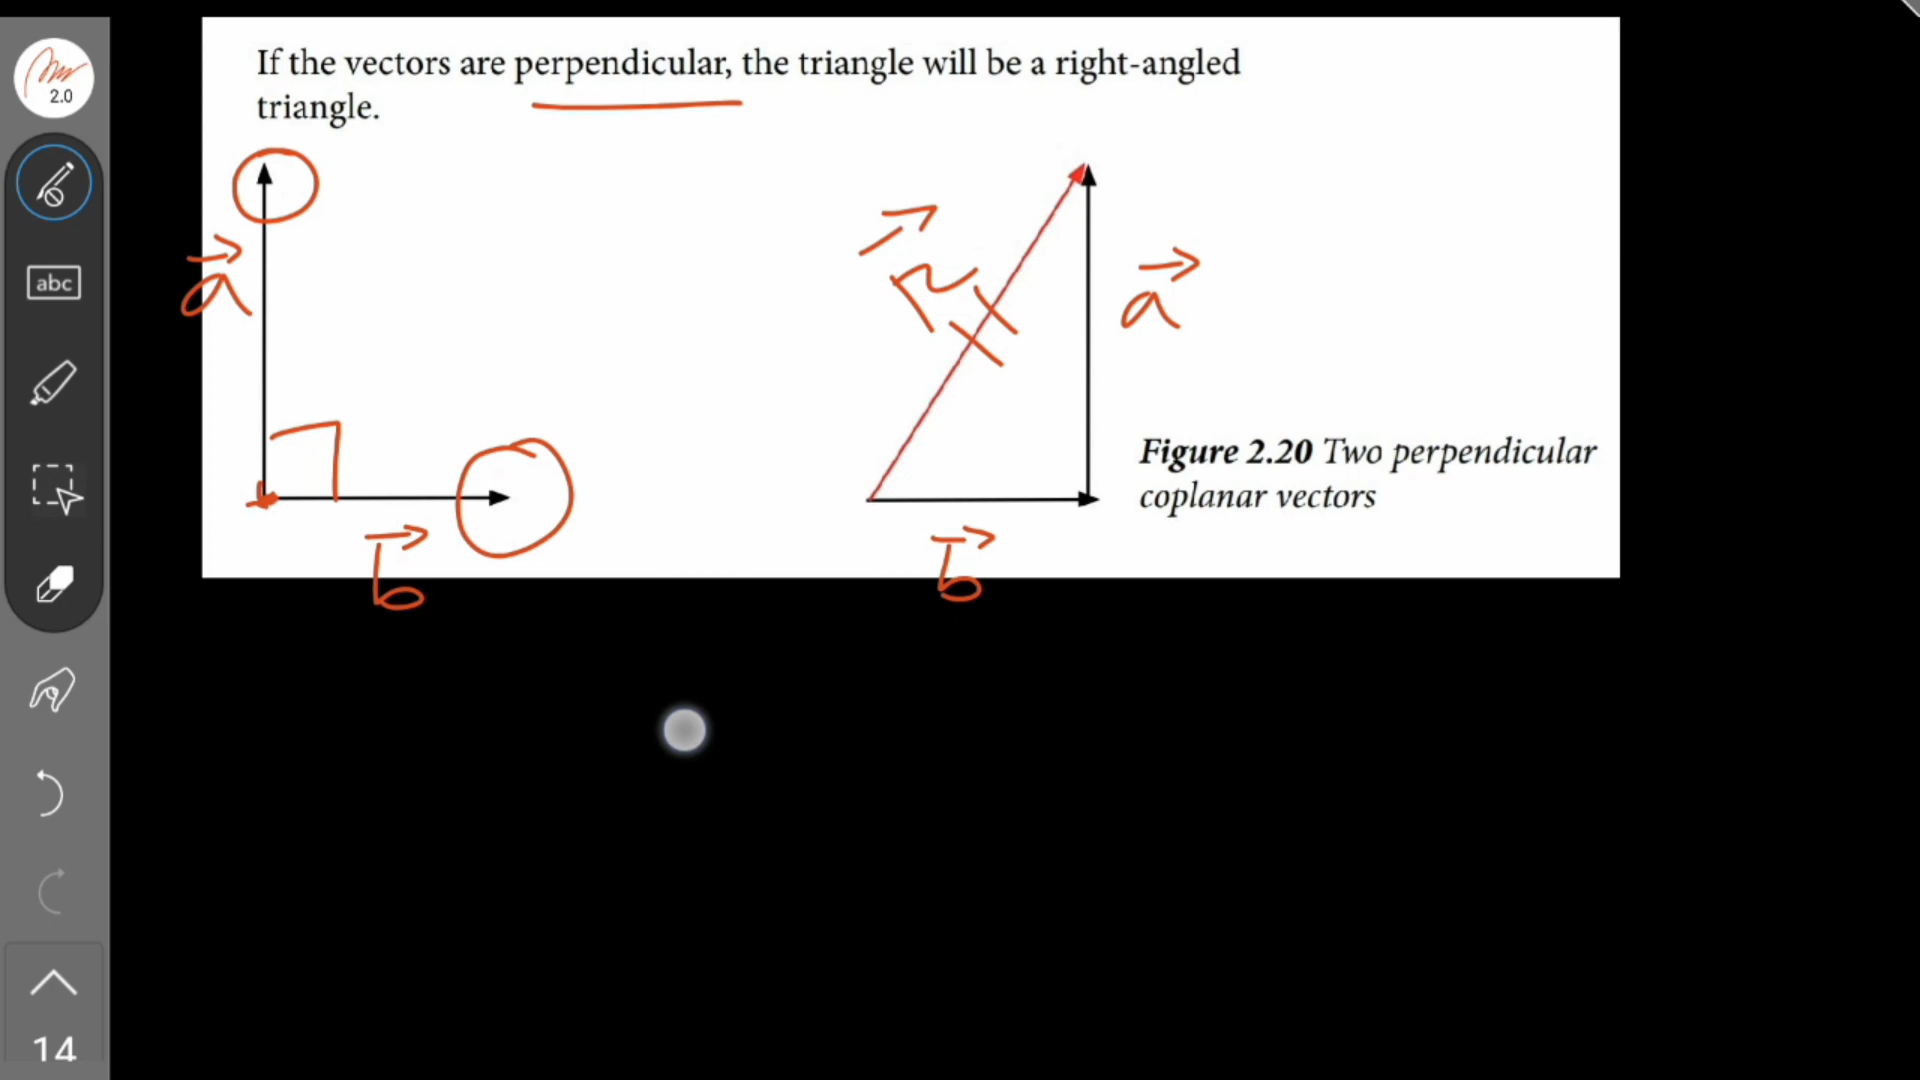 If the vectors are perpendicular, the triangle will be a right-angled
triangle.
a
b
r
a
b
Figure 2.20 Two perpendicular
coplanar vectors
2.0
abc
14